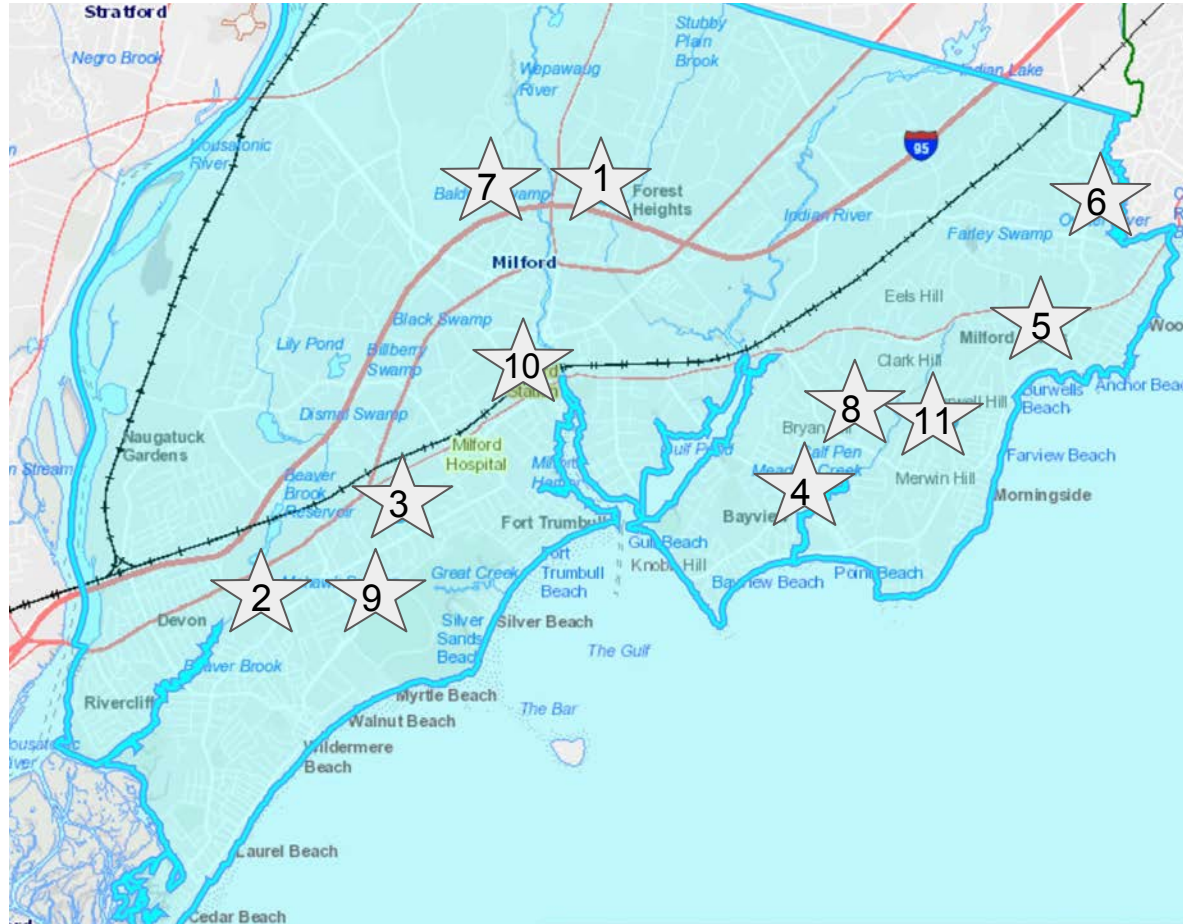 Stratford
Negro Brook
Stubby
Plain
Brook
Wepawaug
River
Indian Lake
Housatonic
River
95
7
1
Forest
Heights
6
Indian River
Farley Swamp
Milford
Eels Hill
5
Milford
Black Swamp
Lily Pond
Billberry
Swamp
10
Clark Hill
Anchor
Burwells
Beach
8
11
Dismal Swamp
Naugatuck
Gardens
Milford
Hospital
Bryan
Farview Beach
Beaver
Brook
Reservoir
3
Creek
4
Merwin Hill
Morningside
Bayview
Fort Trumbull
Gulf Beach
Knobb Hill
Fort
Trumbull
Beach
Great Creek
2
9
Bayview Beach
Point Beach
Devon
Silver
Sands
Beach
Silver Beach
The Gulf
Beaver Brook
Rivercliff
Myrtle Beach
The Bar
Walnut Beach
Wildermere
Beach
Laurel Beach
Cedar Beach